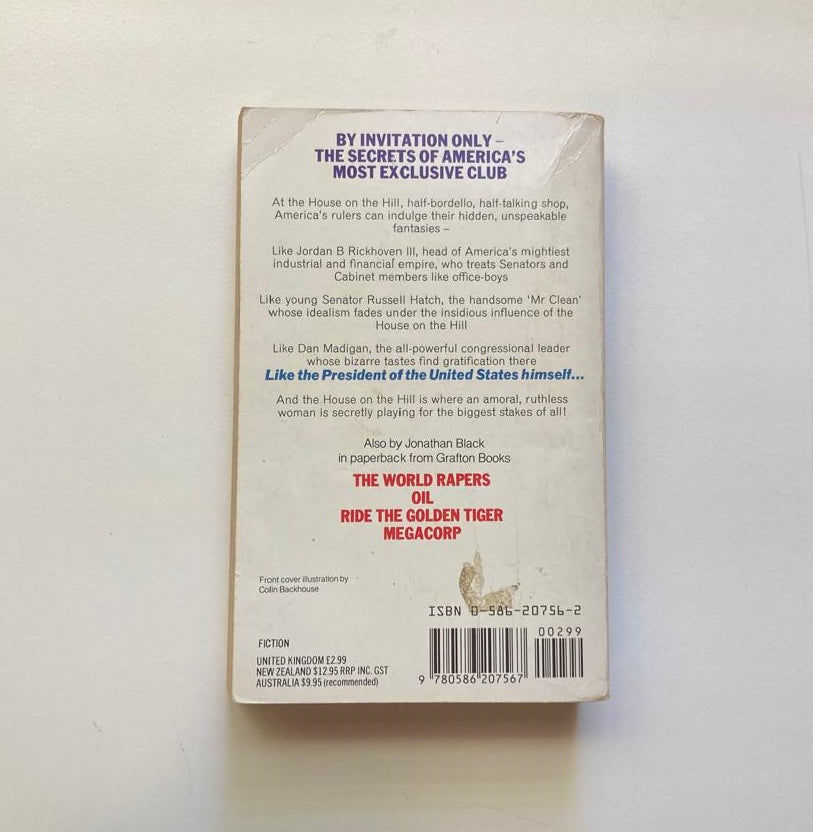 BY INVITATION ONLY –
THE SECRETS OF AMERICA'S
MOST EXCLUSIVE CLUB
At the House on the Hill, half-bordello, half-talking shop,
America's rulers can indulge their hidden, unspeakable
fantasies –
Like Jordan B Rickhoven III, head of America's mightiest
industrial and financial empire, who treats Senators and
Cabinet members like office-boys
Like young Senator Russell Hatch, the handsome 'Mr Clean'
whose idealism fades under the insidious influence of the
House on the Hill
Like Dan Madigan, the all-powerful congressional leader
whose bizarre tastes find gratification there
Like the President of the United States himself...
And the House on the Hill is where an amoral, ruthless
woman is secretly playing for the biggest stakes of all!
Also by Jonathan Black
in paperback from Grafton Books
THE WORLD RAPERS
OIL
RIDE THE GOLDEN TIGER
MEGACORP
Front cover illustration by
Colin Backhouse
ISBN 0-586-20756-2
00299
FICTION
UNITED KINGDOM £2.99
NEW ZEALAND $12.95 RRP INC. GST
AUSTRALIA $9.95 (recommended)
9 780586 207567